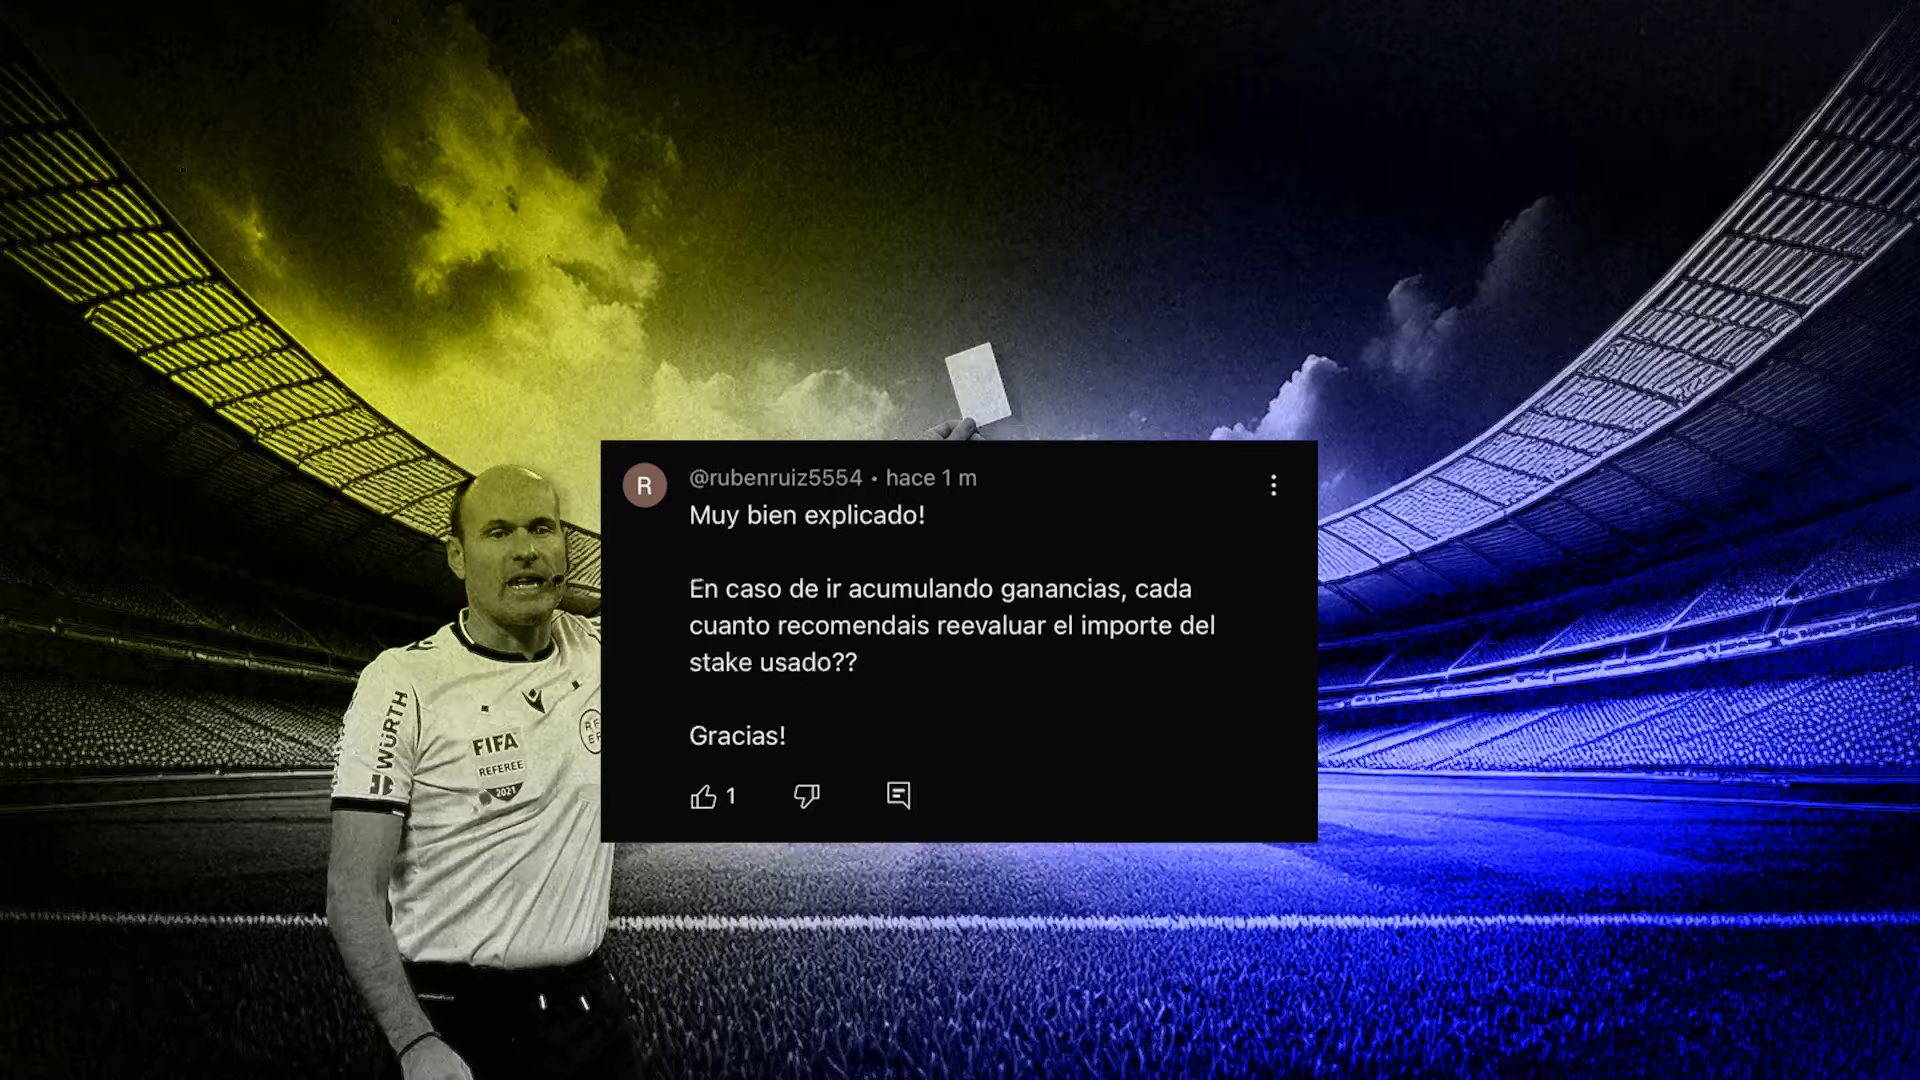 @rubenruiz5554 • hace 1 m
R
Muy bien explicado!
En caso de ir acumulando ganancias, cada
cuanto recomendais reevaluar el importe del
stake usado??
Gracias!
1
WÜRTH
FIFA
REFEREE
2021